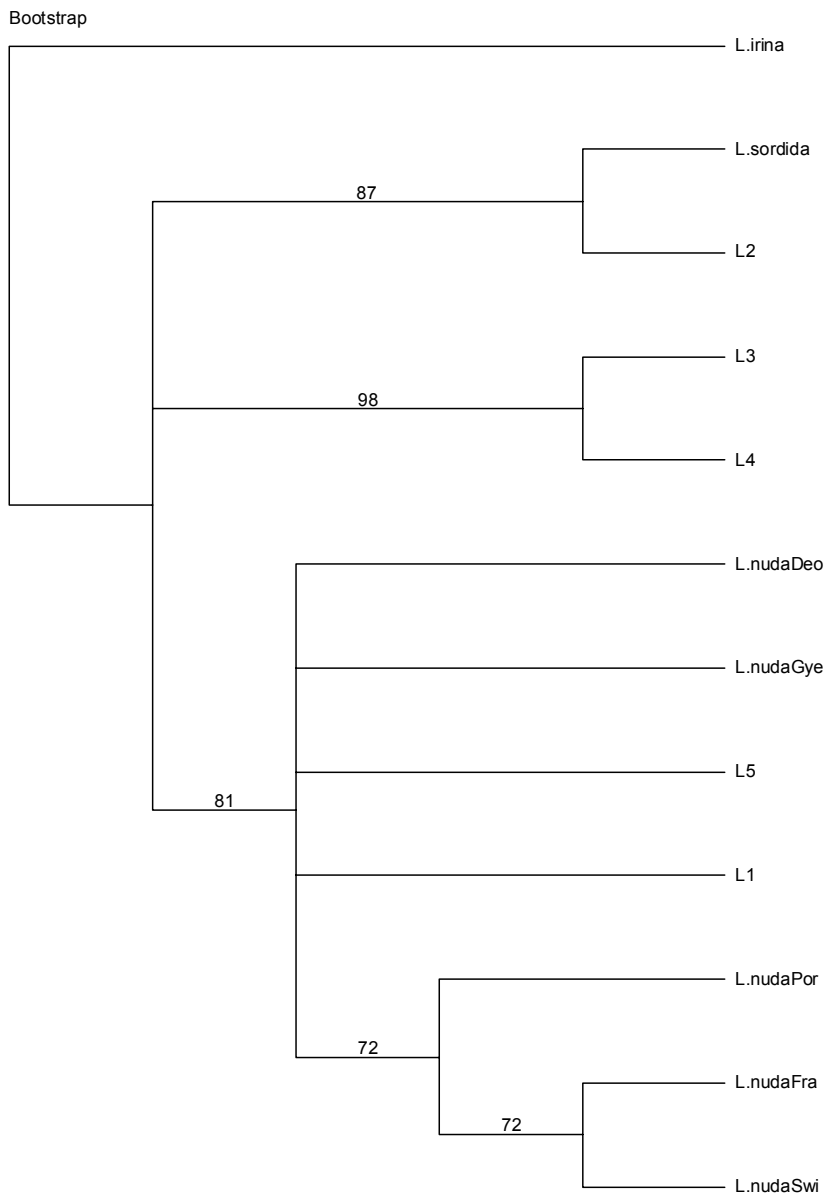 Bootstrap
L.irina
L.sordida
87
L2
L3
98
L4
L.nudaDeo
L.nudaGye
L5
81
L1
L.nudaPor
72
L.nudaFra
72
L.nudaSwi